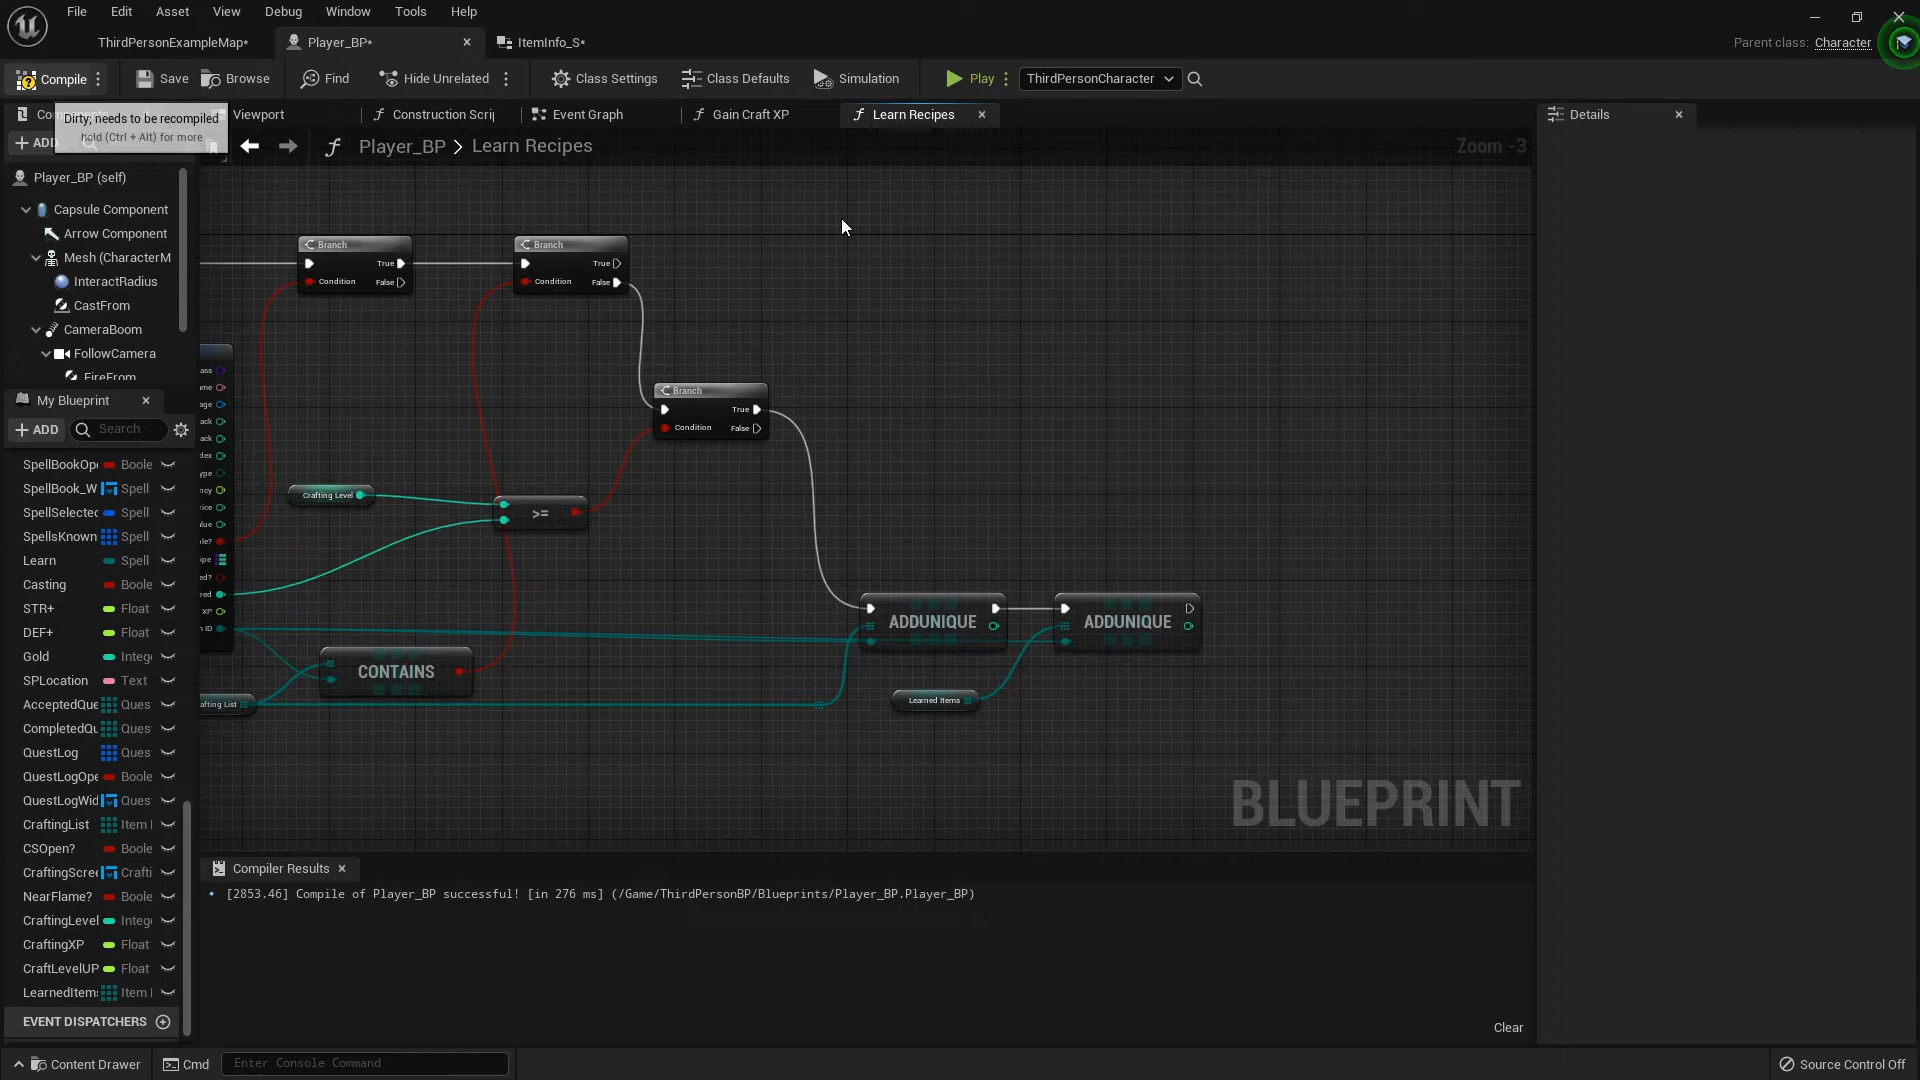 File Edit Asset View Debug Window Tools Help
ThirdPersonExampleMap* Player_BP* ItemInfo_S*
Parent class: Character
Compile Save Browse Find Hide Unrelated Class Settings Class Defaults Simulation Play ThirdPersonCharacter
Dirty; needs to be recompiled
hold (Ctrl + Alt) for more
Viewport Construction Scri Event Graph Gain Craft XP Learn Recipes Details
ADD
Player_BP > Learn Recipes
Zoom -3
Player_BP (self)
Capsule Component
Arrow Component
Mesh (CharacterM
InteractRadius
CastFrom
CameraBoom
FollowCamera
FireFrom
My Blueprint
ADD Search
SpellBookOpe Boole
SpellBook_W Spell
SpellSelected Spell
SpellsKnown Spell
Learn Spell
Casting Boole
STR+ Float
DEF+ Float
Gold Intege
SPLocation Text
AcceptedQue Ques
CompletedQu Ques
QuestLog Ques
QuestLogOpe Boole
QuestLogWid Ques
CraftingList Item
CSOpen? Boole
CraftingScree Crafti
NearFlame? Boole
CraftingLevel Intege
CraftingXP Float
CraftLevelUP Float
LearnedItems Item
EVENT DISPATCHERS
Branch
True
Condition False
Branch
True
Condition False
Branch
True
Condition False
Crafting Level
>=
CONTAINS
afting List
ADDUNIQUE
ADDUNIQUE
Learned Items
BLUEPRINT
Compiler Results
[2853.46] Compile of Player_BP successful! [in 276 ms] (/Game/ThirdPersonBP/Blueprints/Player_BP.Player_BP)
Clear
Content Drawer Cmd Enter Console Command
Source Control Off